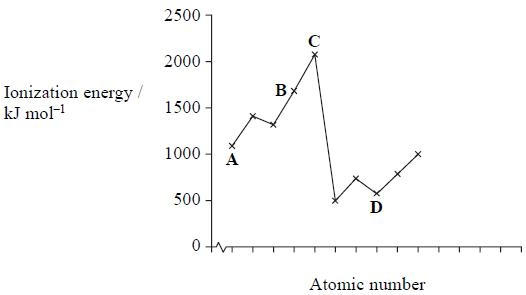 2500
2000
1500
1000
500
0
Ionization energy /
kJ mol⁻¹
A
B
C
D
Atomic number